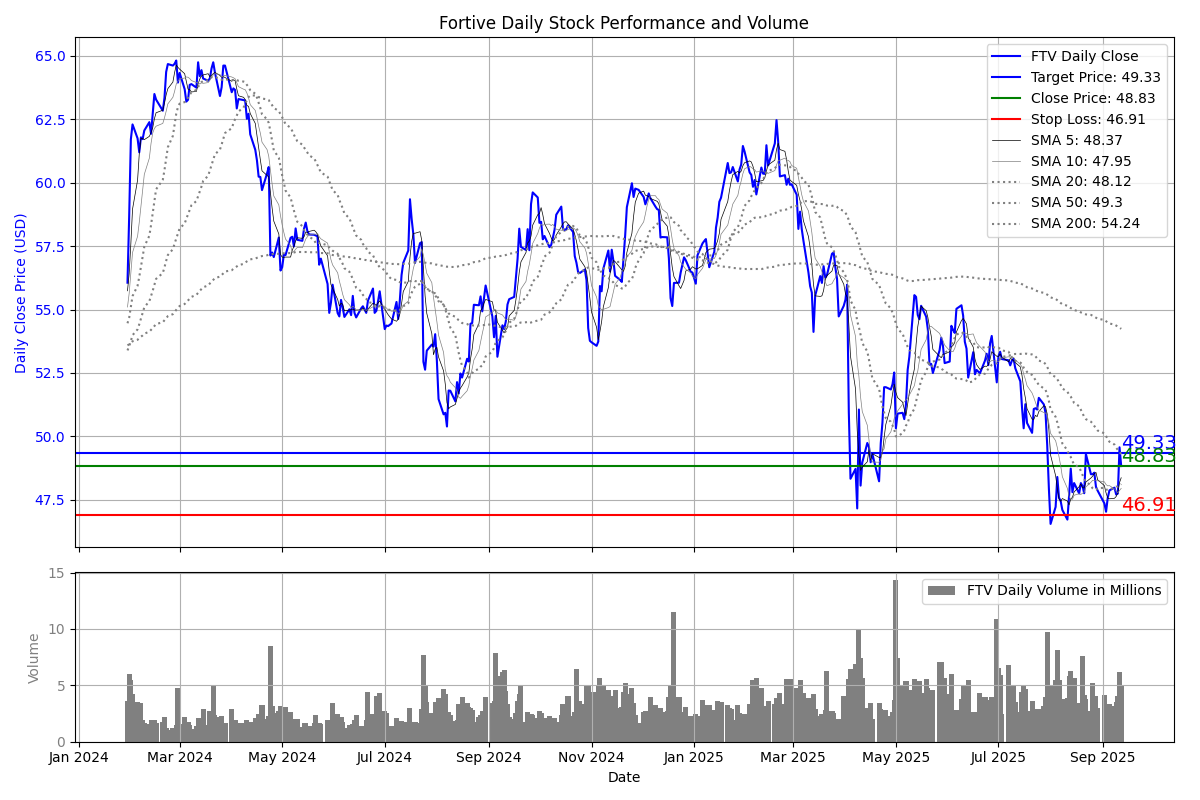 Fortive Daily Stock Performance and Volume
Daily Close Price (USD)
65.0
62.5
60.0
57.5
55.0
52.5
50.0
47.5
FTV Daily Close
Target Price: 49.33
Close Price: 48.83
Stop Loss: 46.91
SMA 5: 48.37
SMA 10: 47.95
SMA 20: 48.12
SMA 50: 49.3
SMA 200: 54.24
49.33
48.83
46.91
Volume
15
10
5
0
FTV Daily Volume in Millions
Jan 2024 Mar 2024 May 2024 Jul 2024 Sep 2024 Nov 2024 Jan 2025 Mar 2025 May 2025 Jul 2025 Sep 2025
Date